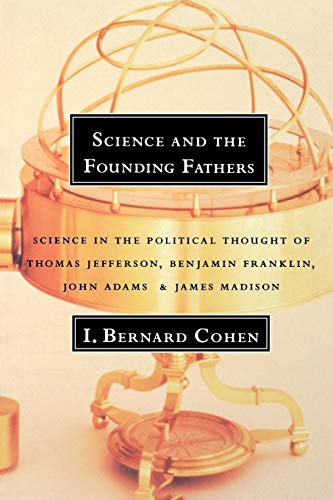 SCIENCE AND THE
FOUNDING FATHERS
SCIENCE IN THE POLITICAL THOUGHT OF
THOMAS JEFFERSON, BENJAMIN FRANKLIN,
JOHN ADAMS & JAMES MADISON
I. BERNARD COHEN